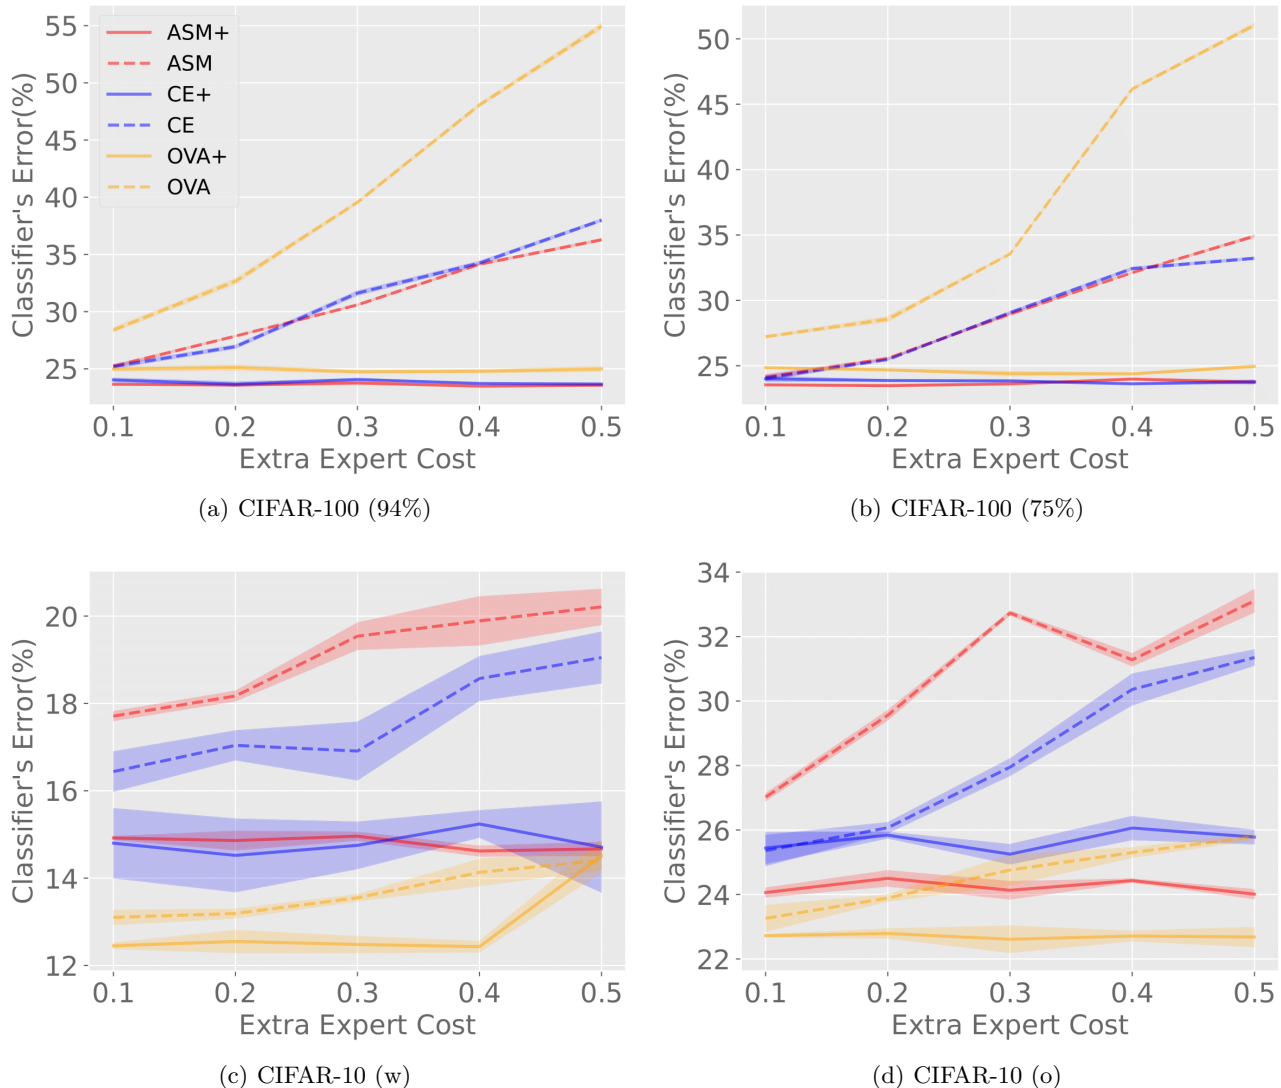 55
50
45
40
35
30
25
Classifier's Error(%)
ASM+
ASM
CE+
CE
OVA+
OVA
0.1 0.2 0.3 0.4 0.5
Extra Expert Cost
(a) CIFAR-100 (94%)
50
45
40
35
30
25
Classifier's Error(%)
0.1 0.2 0.3 0.4 0.5
Extra Expert Cost
(b) CIFAR-100 (75%)
20
18
16
14
12
Classifier's Error(%)
0.1 0.2 0.3 0.4 0.5
Extra Expert Cost
(c) CIFAR-10 (w)
34
32
30
28
26
24
22
Classifier's Error(%)
0.1 0.2 0.3 0.4 0.5
Extra Expert Cost
(d) CIFAR-10 (o)